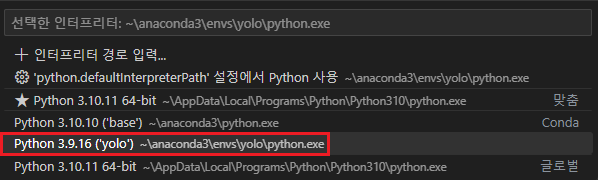 선택한 인터프리터: ~\anaconda3\envs\yolo\python.exe
+ 인터프리터 경로 입력...
'python.defaultInterpreterPath' 설정에서 Python 사용 ~\anaconda3\envs\yolo\python.exe
★ Python 3.10.11 64-bit ~\AppData\Local\Programs\Python\Python310\python.exe 맞춤
Python 3.10.10 ('base') ~\anaconda3\python.exe Conda
Python 3.9.16 ('yolo') ~\anaconda3\envs\yolo\python.exe
Python 3.10.11 64-bit ~\AppData\Local\Programs\Python\Python310\python.exe 글로벌